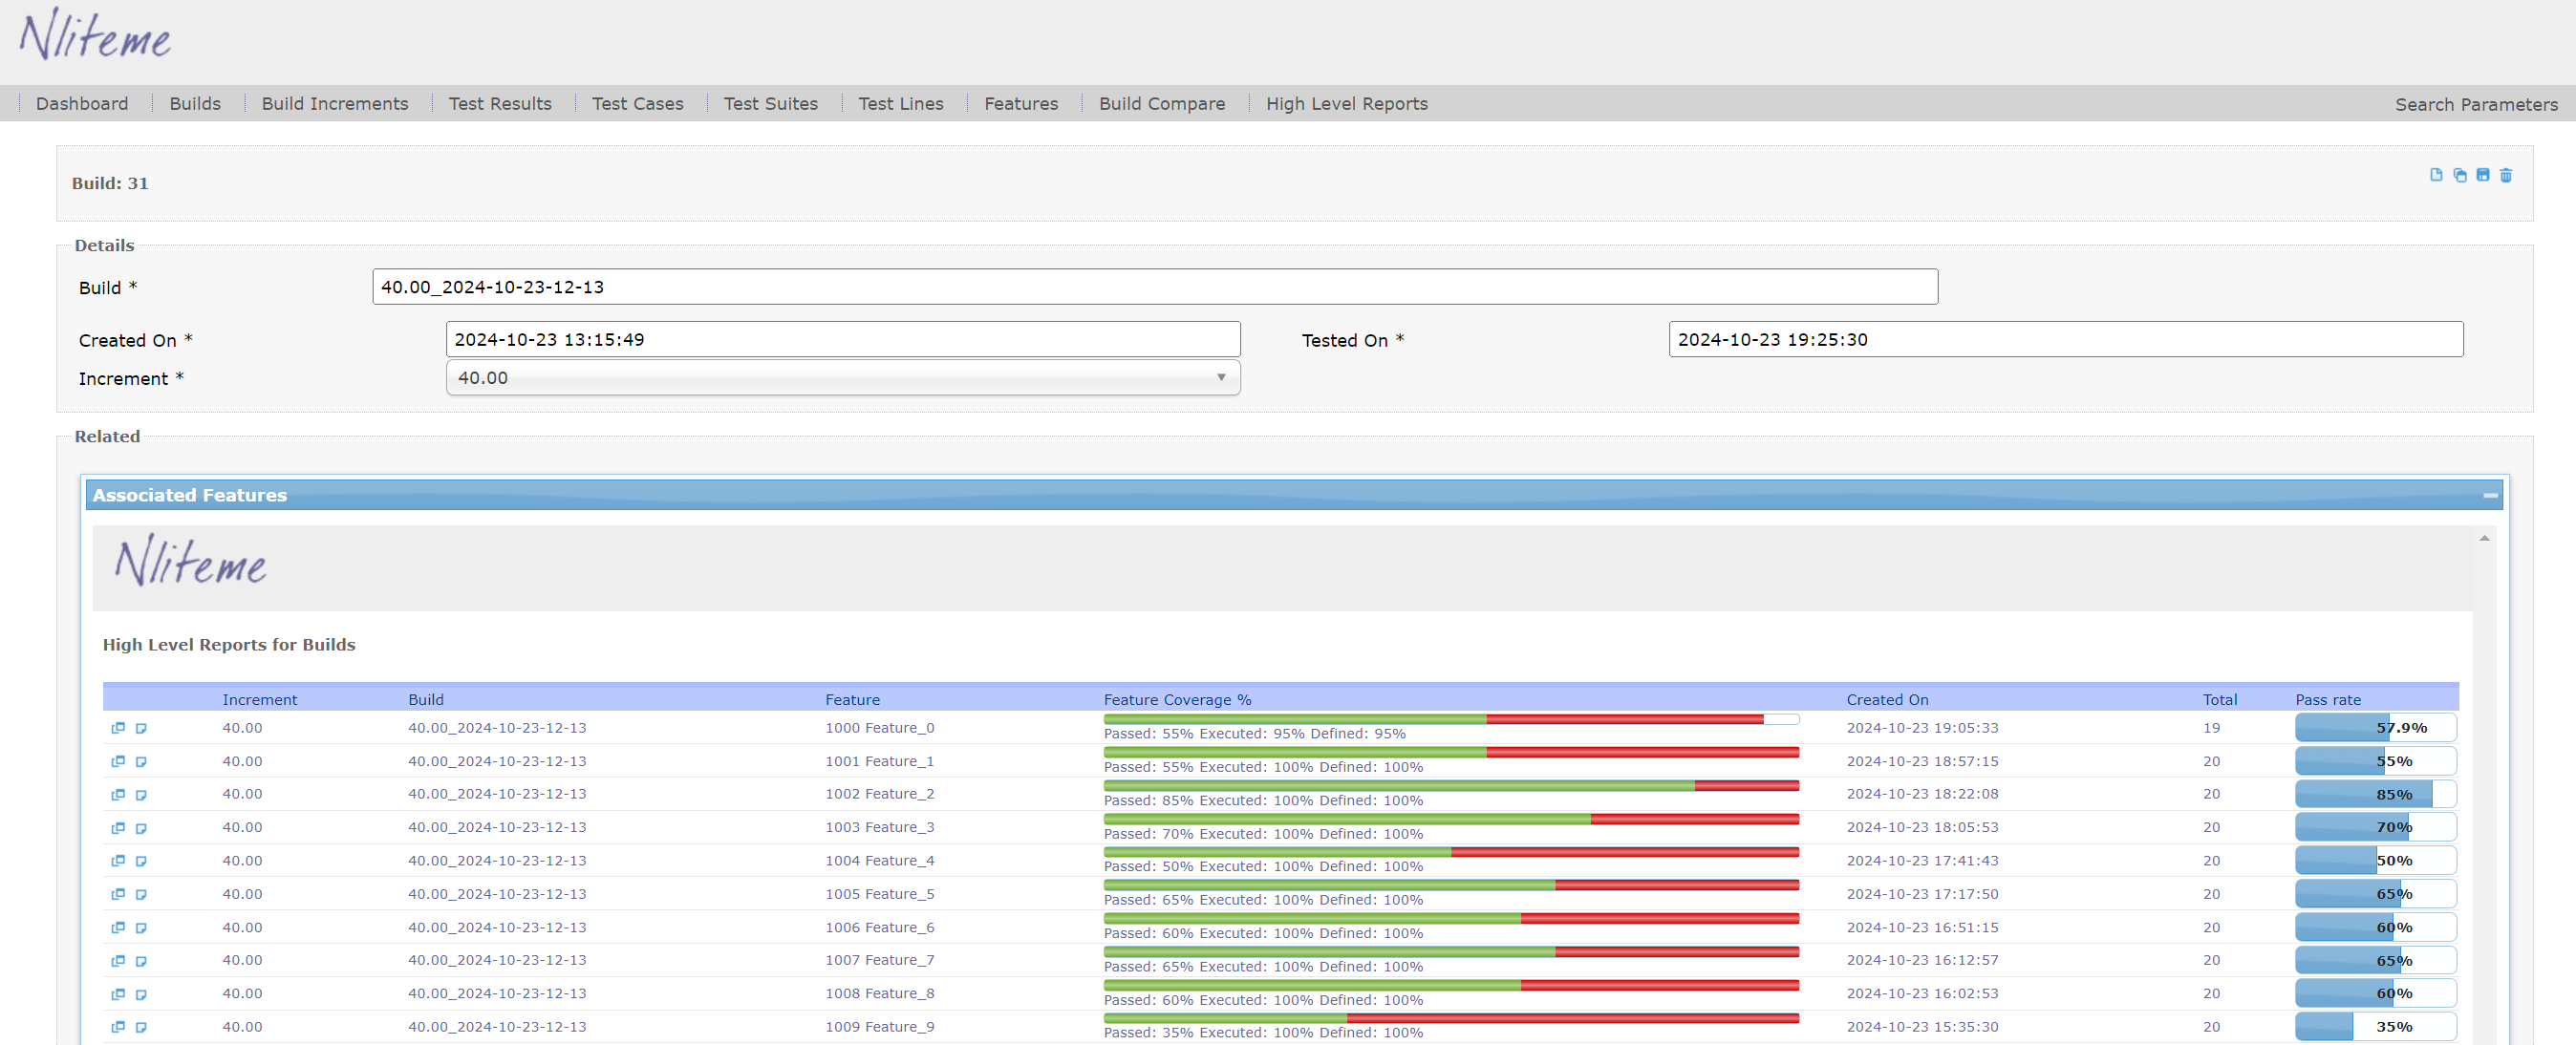 Nliteme
Dashboard Builds Build Increments Test Results Test Cases Test Suites Test Lines Features Build Compare High Level Reports Search Parameters
Build: 31
Details
Build * 40.00_2024-10-23-12-13
Created On * 2024-10-23 13:15:49 Tested On * 2024-10-23 19:25:30
Increment * 40.00
Related
Associated Features
Nliteme
High Level Reports for Builds
Increment Build Feature Feature Coverage % Created On Total Pass rate
40.00 40.00_2024-10-23-12-13 1000 Feature_0 Passed: 55% Executed: 95% Defined: 95% 2024-10-23 19:05:33 19 57.9%
40.00 40.00_2024-10-23-12-13 1001 Feature_1 Passed: 55% Executed: 100% Defined: 100% 2024-10-23 18:57:15 20 55%
40.00 40.00_2024-10-23-12-13 1002 Feature_2 Passed: 85% Executed: 100% Defined: 100% 2024-10-23 18:22:08 20 85%
40.00 40.00_2024-10-23-12-13 1003 Feature_3 Passed: 70% Executed: 100% Defined: 100% 2024-10-23 18:05:53 20 70%
40.00 40.00_2024-10-23-12-13 1004 Feature_4 Passed: 50% Executed: 100% Defined: 100% 2024-10-23 17:41:43 20 50%
40.00 40.00_2024-10-23-12-13 1005 Feature_5 Passed: 65% Executed: 100% Defined: 100% 2024-10-23 17:17:50 20 65%
40.00 40.00_2024-10-23-12-13 1006 Feature_6 Passed: 60% Executed: 100% Defined: 100% 2024-10-23 16:51:15 20 60%
40.00 40.00_2024-10-23-12-13 1007 Feature_7 Passed: 65% Executed: 100% Defined: 100% 2024-10-23 16:12:57 20 65%
40.00 40.00_2024-10-23-12-13 1008 Feature_8 Passed: 60% Executed: 100% Defined: 100% 2024-10-23 16:02:53 20 60%
40.00 40.00_2024-10-23-12-13 1009 Feature_9 Passed: 35% Executed: 100% Defined: 100% 2024-10-23 15:35:30 20 35%